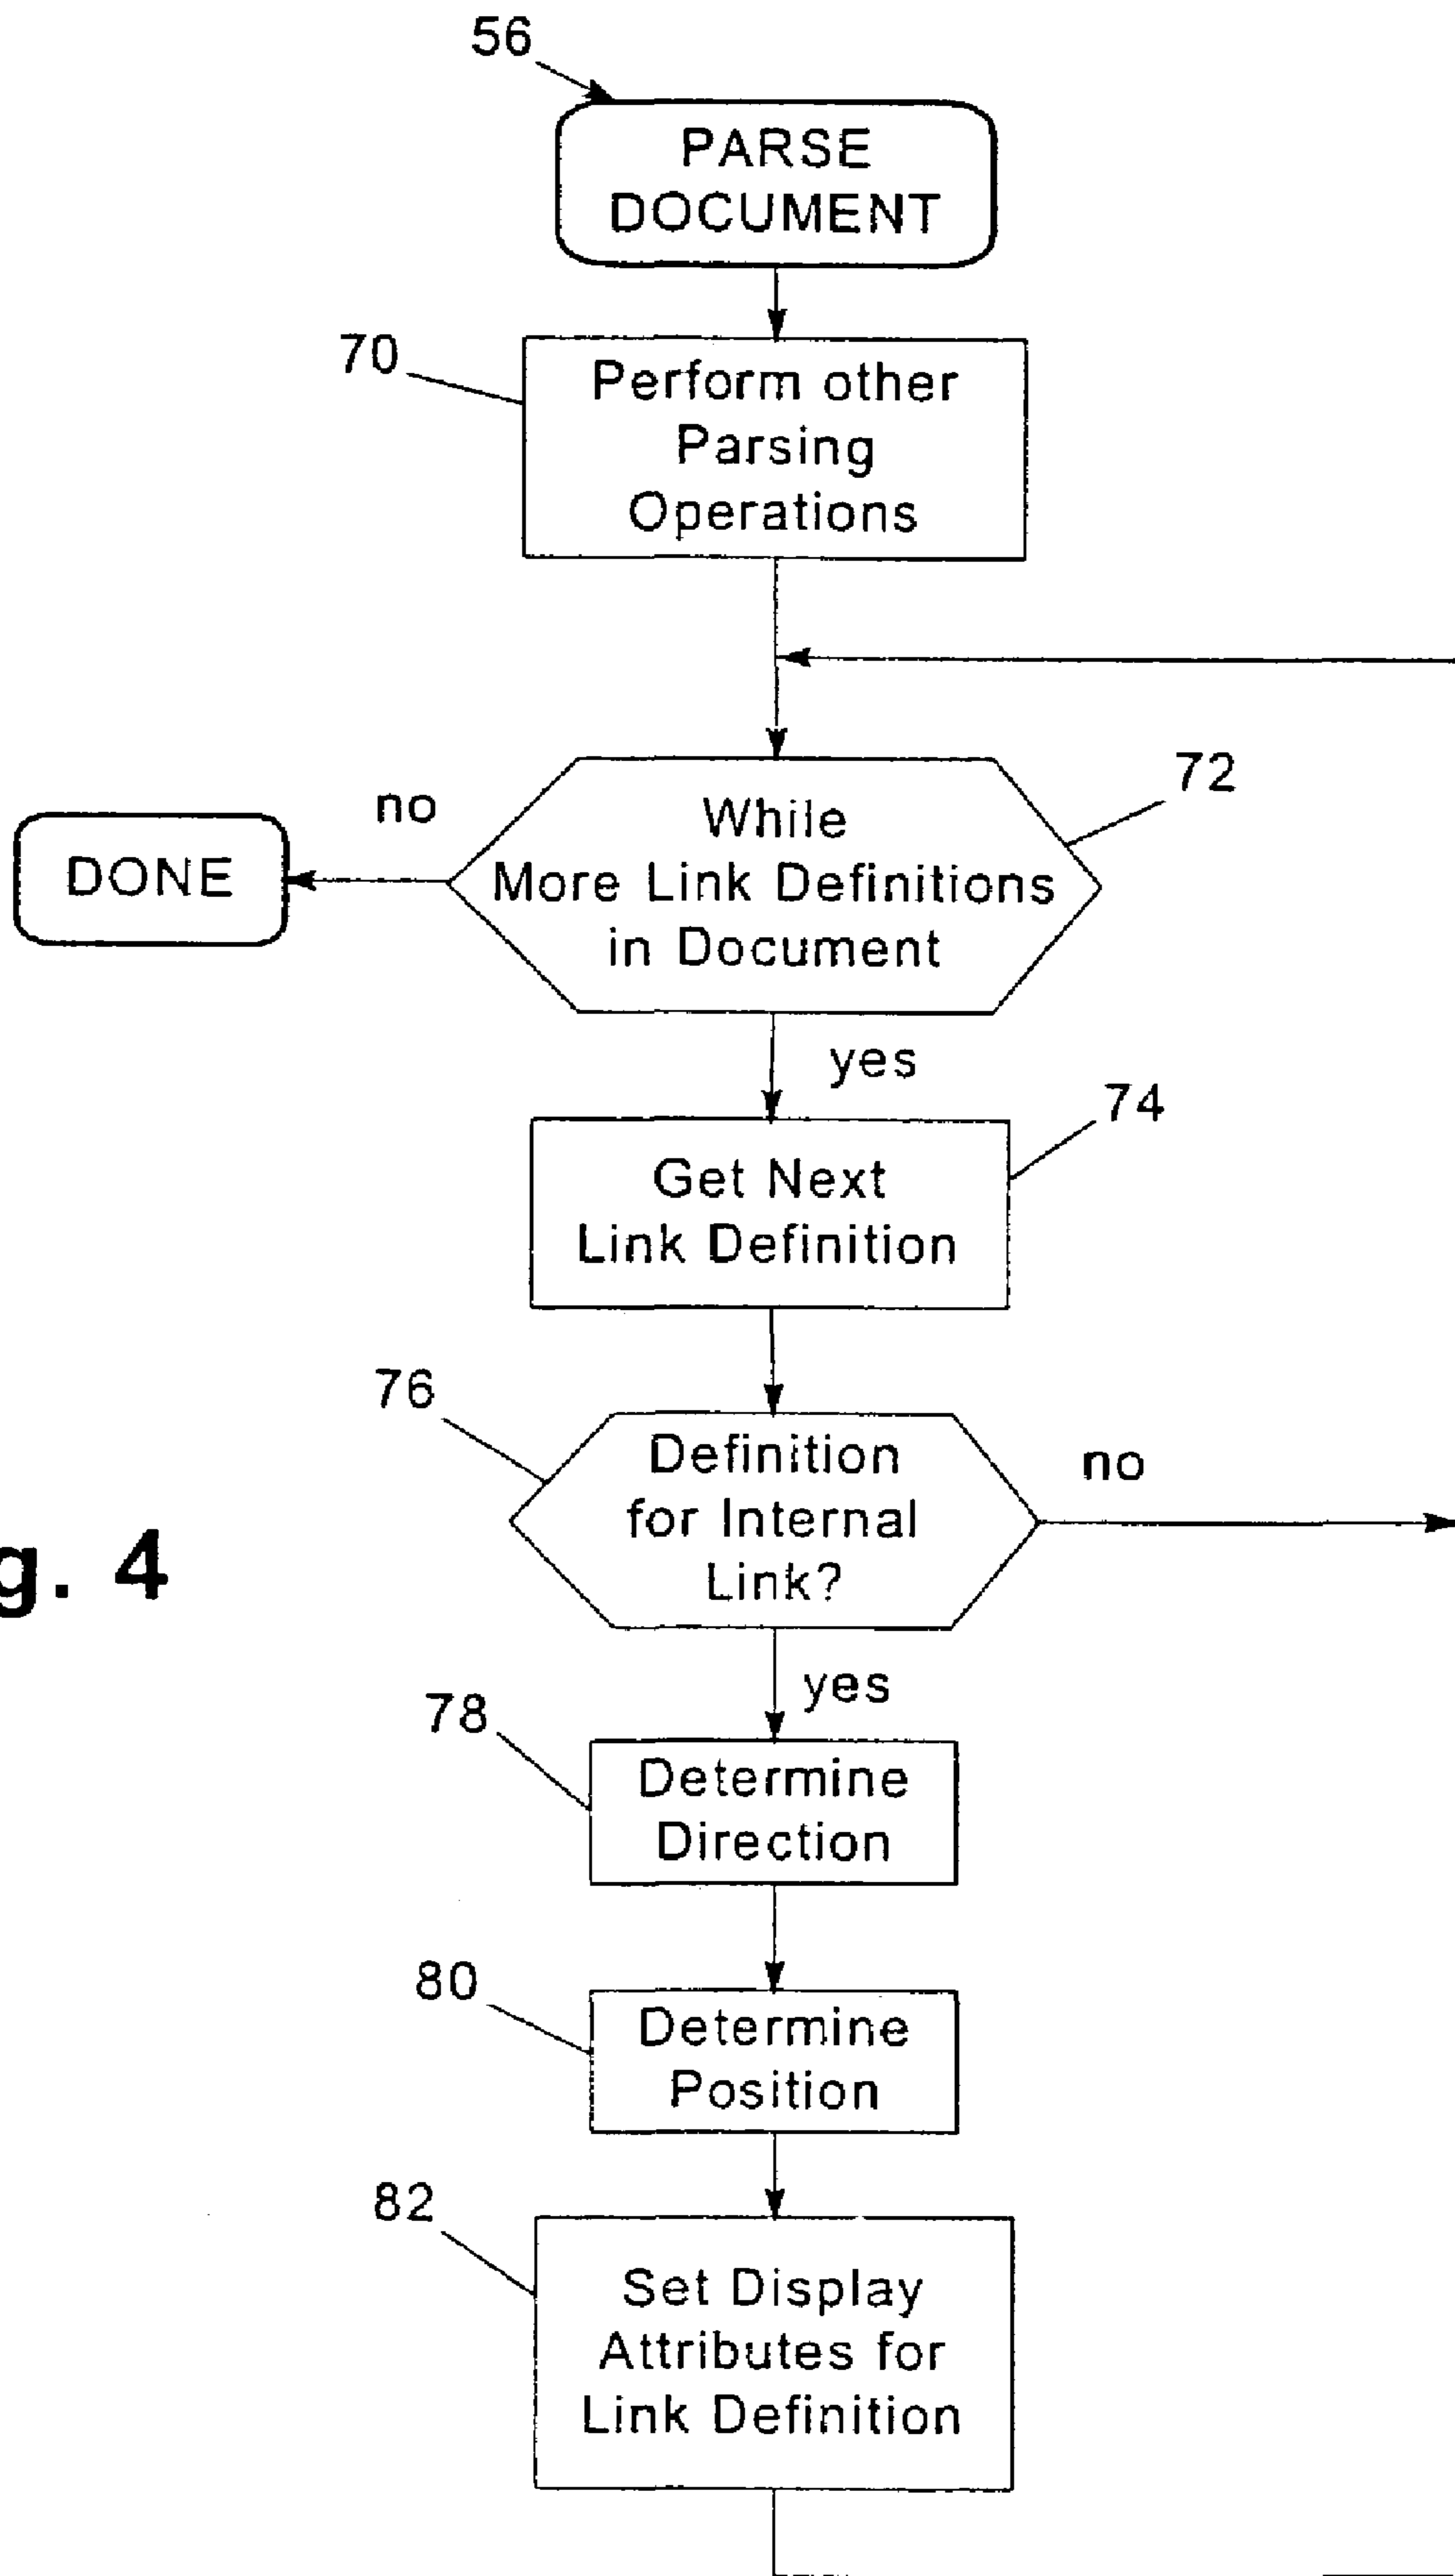 56
PARSE
DOCUMENT
70
Perform other
Parsing
Operations
72
no
While
More Link Definitions
in Document
DONE
yes
74
Get Next
Link Definition
76
Definition
for Internal
Link?
no
g. 4
yes
78
Determine
Direction
80
Determine
Position
82
Set Display
Attributes for
Link Definition